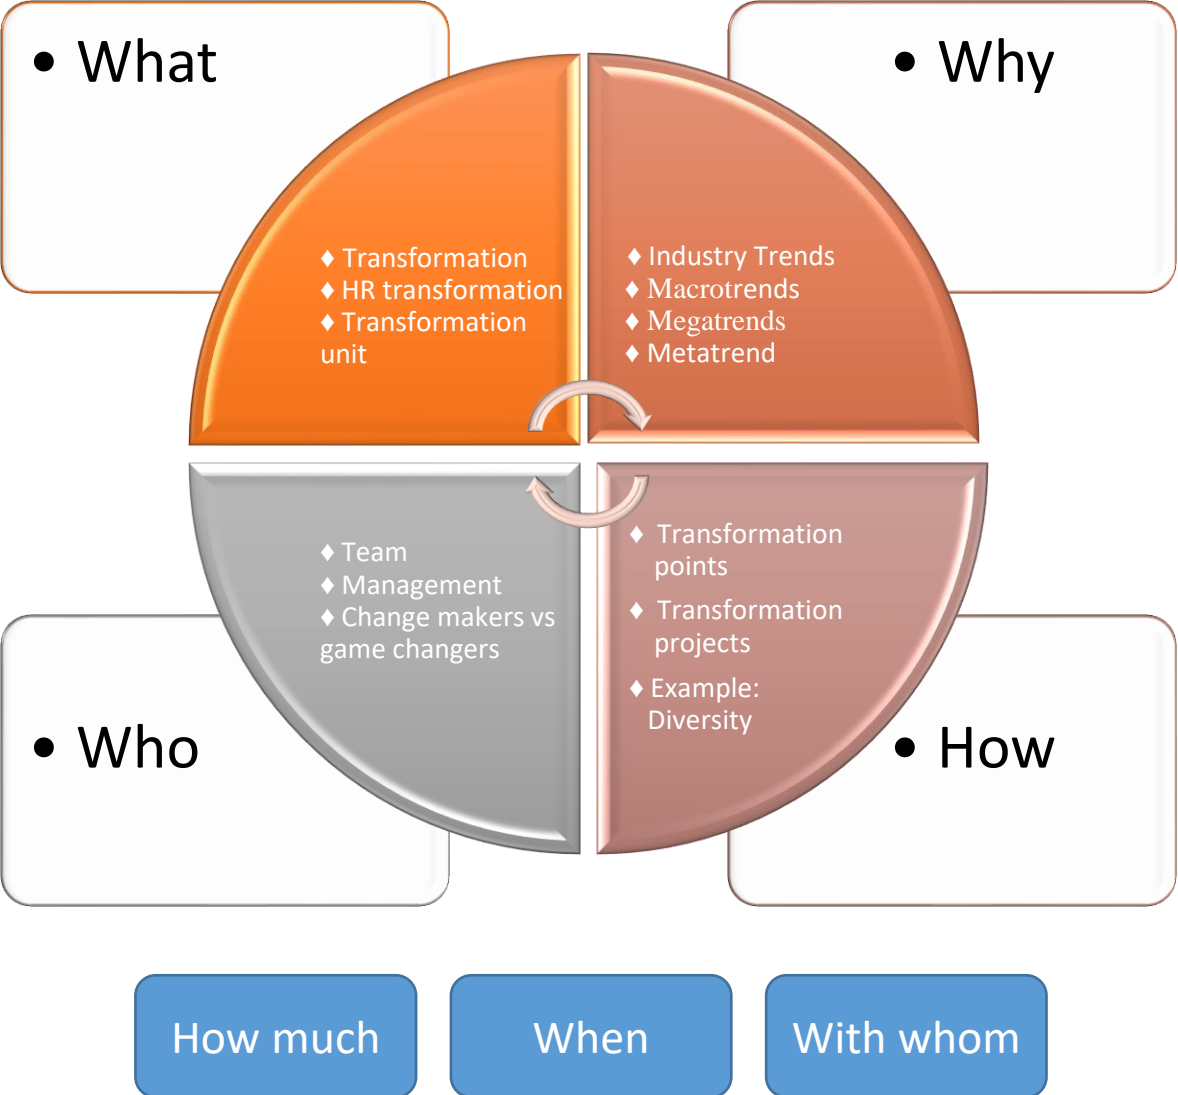 • What
• Why
♦ Transformation
♦ HR transformation
♦ Transformation
unit
♦ Industry Trends
♦ Macrotrends
♦ Megatrends
♦ Metatrend
♦ Team
♦ Management
♦ Change makers vs
game changers
♦ Transformation
points
♦ Transformation
projects
♦ Example:
Diversity
• Who
• How
How much
When
With whom